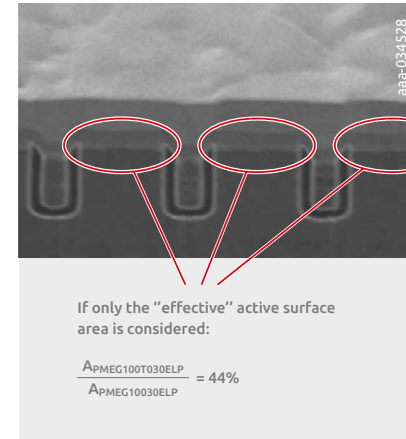 aaa-034528
If only the “effective” active surface
area is considered:
APMEG100T030ELP
APMEG10030ELP
= 44%